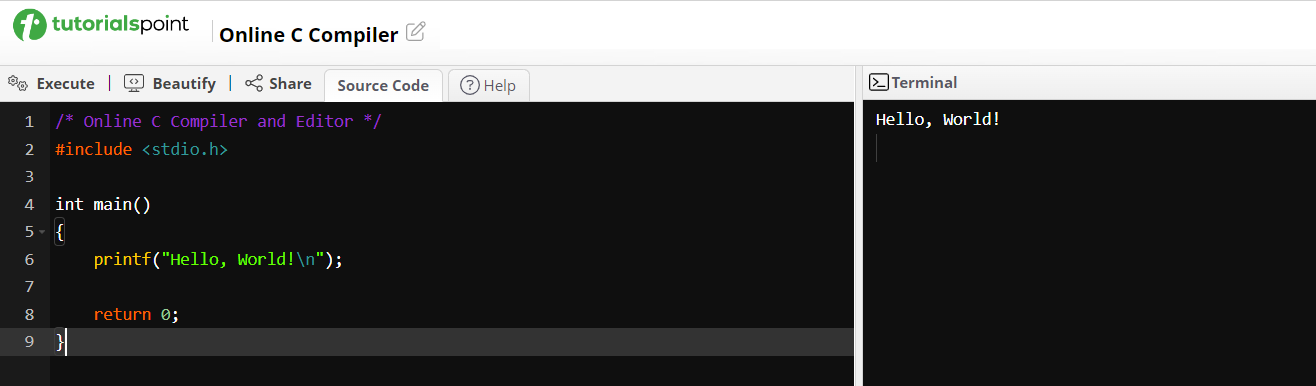 tutorialspoint
Online C Compiler
Execute | Beautify | Share Source Code Help
1 /* Online C Compiler and Editor */
2 #include <stdio.h>
3
4 int main()
5 {
6     printf("Hello, World!\n");
7
8     return 0;
9 }
Terminal
Hello, World!